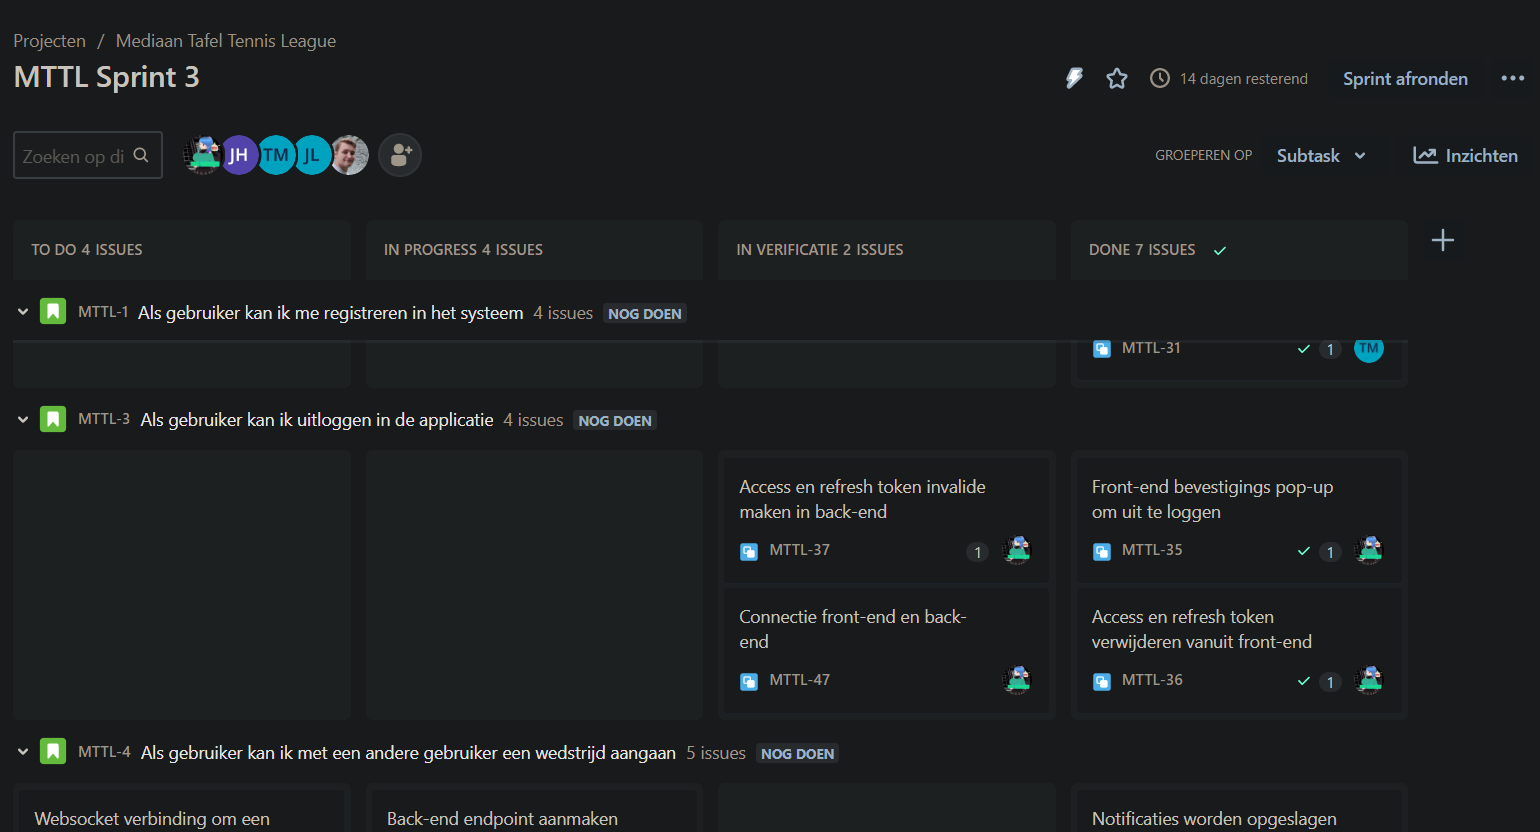 Projecten / Mediaan Tafel Tennis League
MTTL Sprint 3
14 dagen resterend
Sprint afronden
Zoeken op di
JH
TM
JL
GROEPEREN OP
Subtask
Inzichten
TO DO 4 ISSUES
IN PROGRESS 4 ISSUES
IN VERIFICATIE 2 ISSUES
DONE 7 ISSUES
MTTL-1 Als gebruiker kan ik me registreren in het systeem 4 issues NOG DOEN
MTTL-31
1
TM
MTTL-3 Als gebruiker kan ik uitloggen in de applicatie 4 issues NOG DOEN
Access en refresh token invalide
maken in back-end
MTTL-37
1
Front-end bevestigings pop-up
om uit te loggen
MTTL-35
1
Connectie front-end en back-
end
MTTL-47
Access en refresh token
verwijderen vanuit front-end
MTTL-36
1
MTTL-4 Als gebruiker kan ik met een andere gebruiker een wedstrijd aangaan 5 issues NOG DOEN
Websocket verbinding om een
Back-end endpoint aanmaken
Notificaties worden opgeslagen